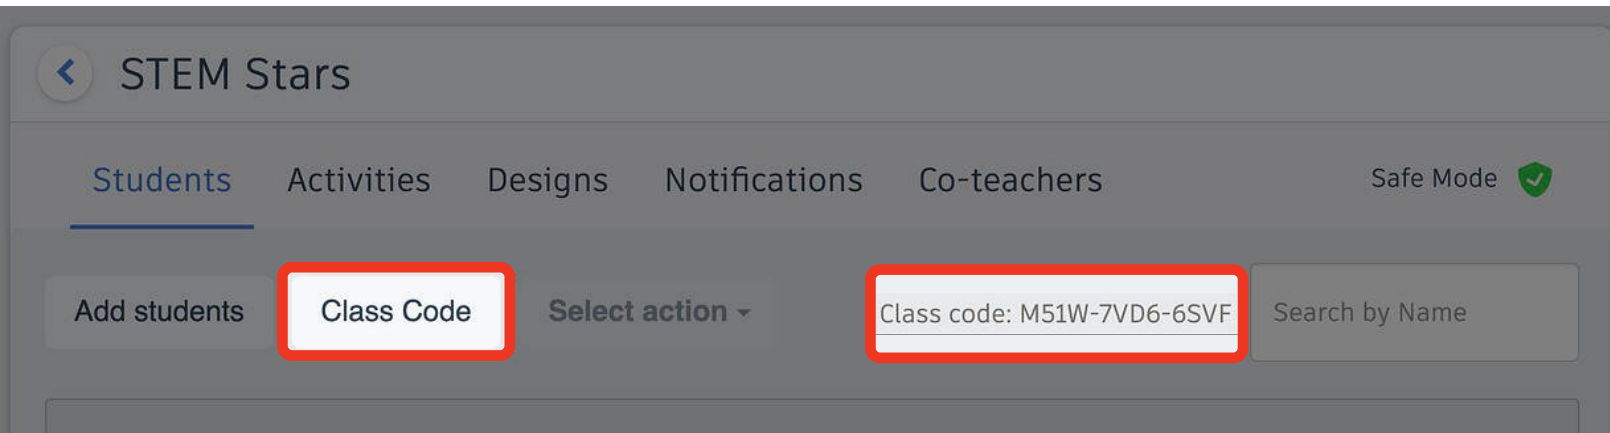 STEM Stars
Students Activities Designs Notifications Co-teachers Safe Mode
Add students Class Code Select action Class code: M51W-7VD6-6SVF Search by Name